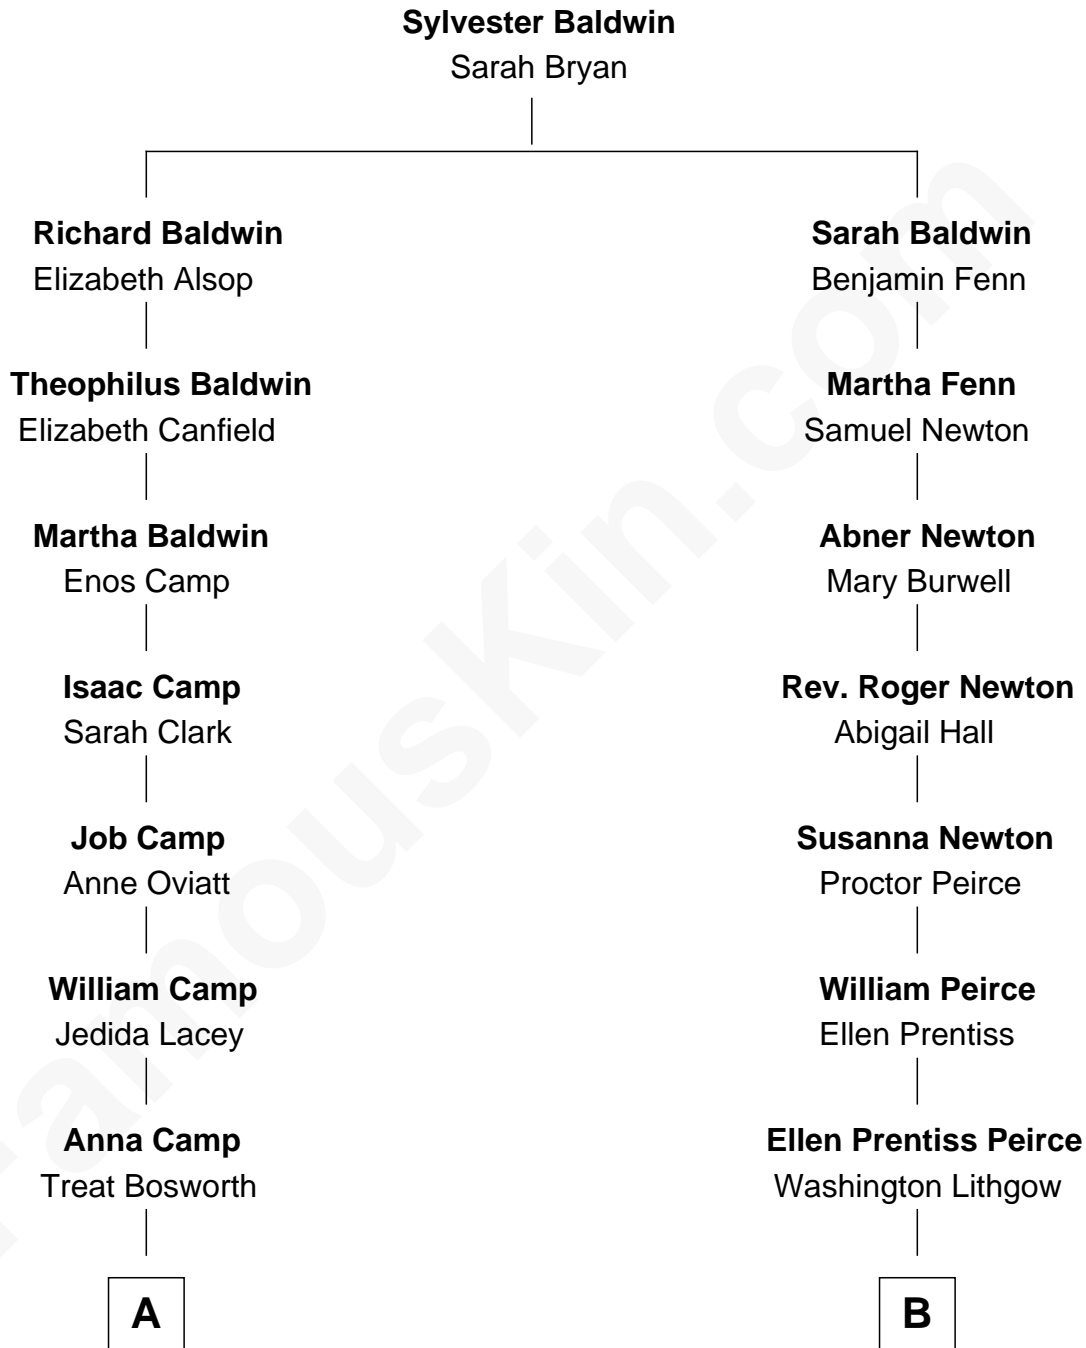 Sylvester Baldwin
Sarah Bryan
Richard Baldwin
Elizabeth Alsop
Sarah Baldwin
Benjamin Fenn
Theophilus Baldwin
Elizabeth Canfield
Martha Fenn
Samuel Newton
Martha Baldwin
Enos Camp
Abner Newton
Mary Burwell
Isaac Camp
Sarah Clark
Rev. Roger Newton
Abigail Hall
Job Camp
Anne Oviatt
Susanna Newton
Proctor Peirce
William Camp
Jedida Lacey
William Peirce
Ellen Prentiss
Anna Camp
Treat Bosworth
Ellen Prentiss Peirce
Washington Lithgow
A
B
FamousKin.com